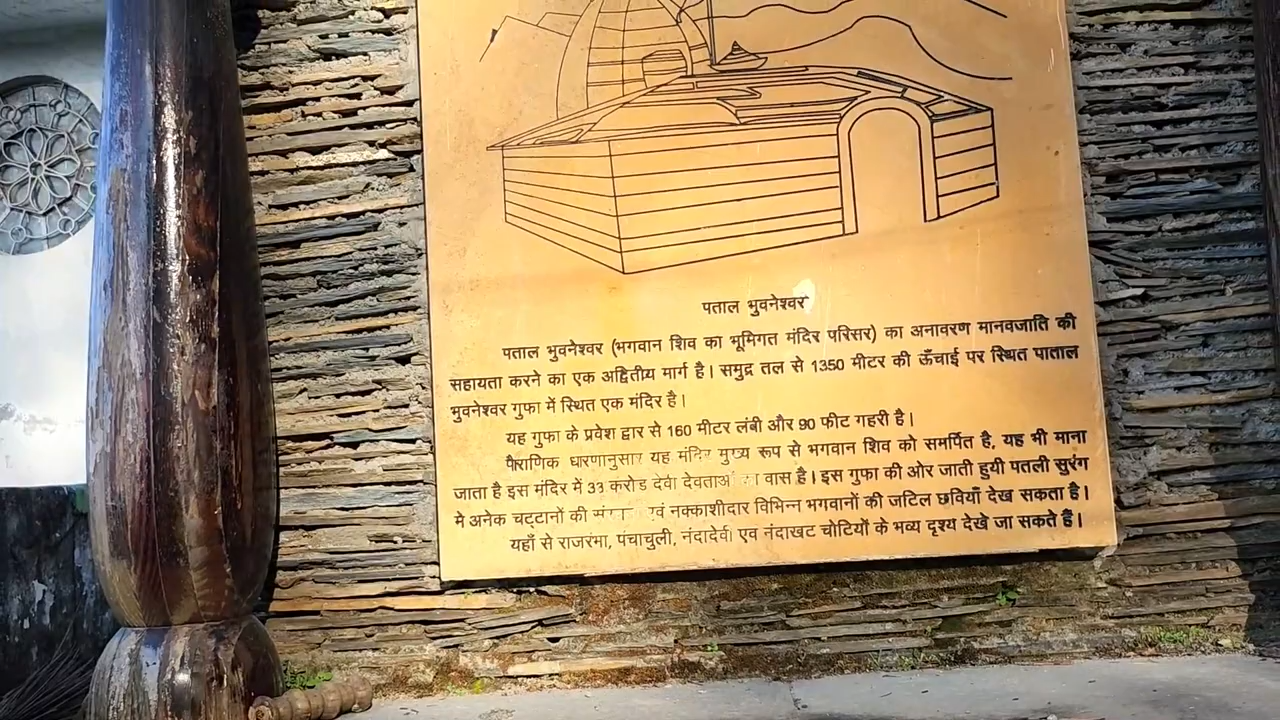 पताल भुवनेश्वर
पताल भुवनेश्वर (भगवान शिव का भूमिगत मंदिर परिसर) का अनावरण मानवजाति की
सहायता करने का एक अद्वितीय मार्ग है। समुद्र तल से 1350 मीटर की ऊँचाई पर स्थित पाताल
भुवनेश्वर गुफा में स्थित एक मंदिर है।
यह गुफा के प्रवेश द्वार से 160 मीटर लंबी और 90 फीट गहरी है।
पैराणिक धारणानुसार यह मंदिर मुख्य रूप से भगवान शिव को समर्पित है, यह भी माना
जाता है इस मंदिर में 33 करोड देवी देवताओं का वास है। इस गुफा की ओर जाती हुयी पतली सुरंग
मे अनेक चट्टानों की एवं नक्काशीदार विभिन्न भगवानों की जटिल छवियाँ देख सकता है।
यहाँ से राजरंभा, पंचाचुली, नंदादेवी एव नंदाखट चोटियों के भव्य दृश्य देखे जा सकते हैं।